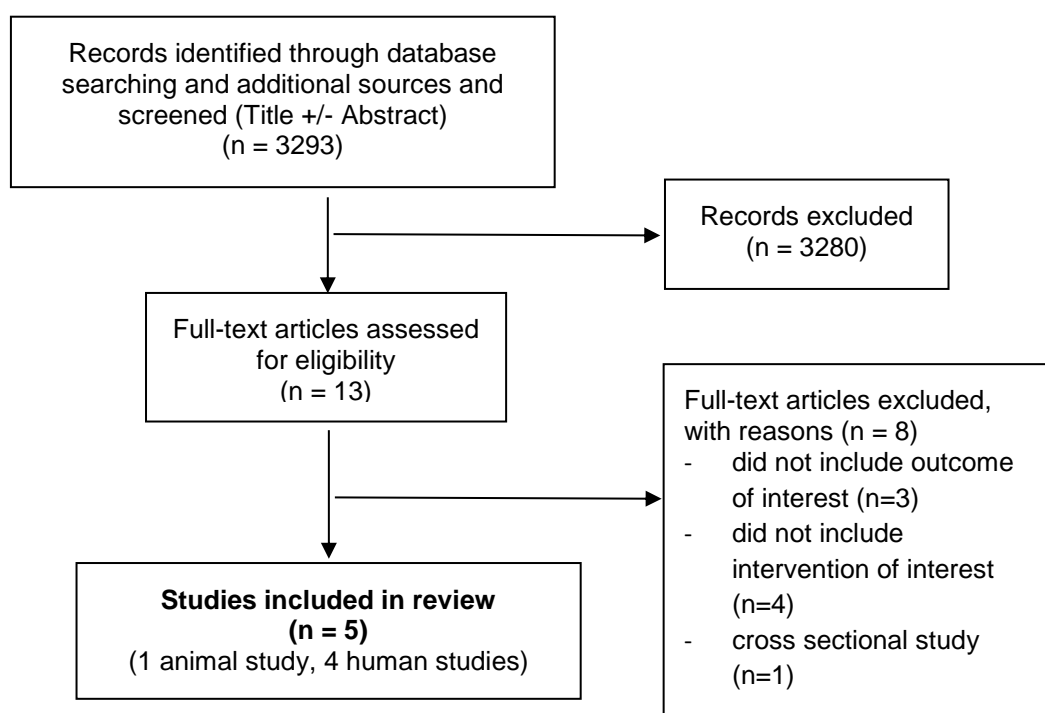 Records identified through database
searching and additional sources and
screened (Title +/- Abstract)
(n = 3293)
Records excluded
(n = 3280)
Full-text articles assessed
for eligibility
(n = 13)
Full-text articles excluded,
with reasons (n = 8)
- did not include outcome
of interest (n=3)
- did not include
intervention of interest
(n=4)
- cross sectional study
(n=1)
Studies included in review
(n = 5)
(1 animal study, 4 human studies)